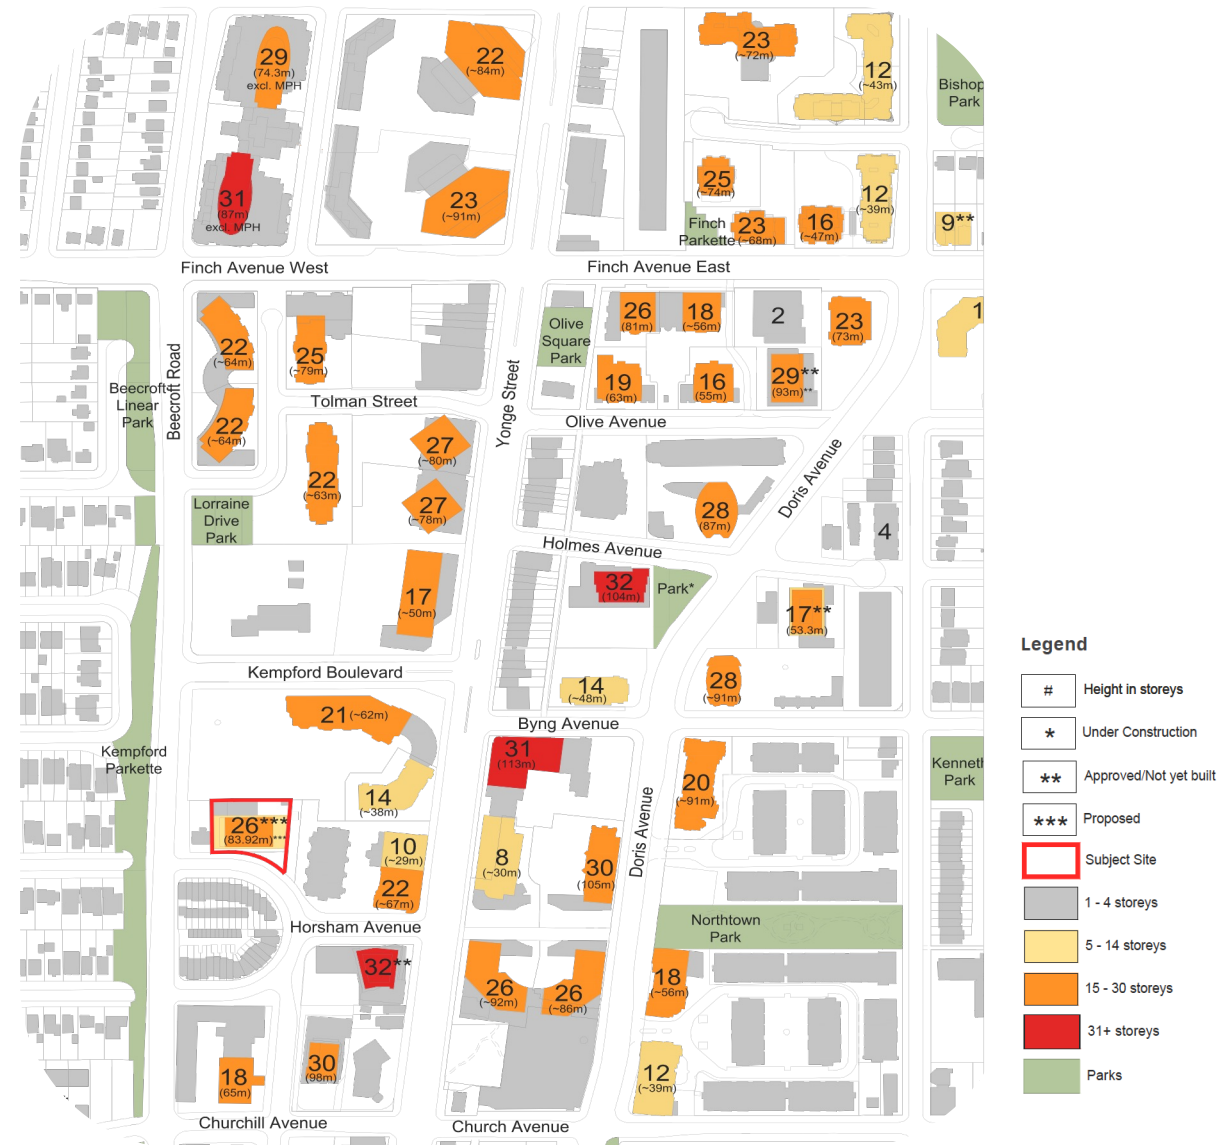 29
(74.3m)
excl. MPH
22
(~84m)
23
(~72m)
12
(~43m)
Bishop
Park
31
(87m)
excl. MPH
23
(~91m)
25
(~74m)
12
(~39m)
Finch
Parkette
23
(~68m)
16
(~47m)
9**
Finch Avenue West
Finch Avenue East
22
(~64m)
25
(~79m)
Olive
Square
Park
26
(81m)
18
(~56m)
2
23
(73m)
1
Beecroft Road
Beecroft
Linear
Park
22
(~64m)
Tolman Street
Yonge Street
19
(63m)
16
(55m)
29**
(93m)**
Olive Avenue
27
(~80m)
22
(~63m)
27
(~78m)
Lorraine
Drive
Park
28
(87m)
Doris Avenue
4
Holmes Avenue
17
(~50m)
32
(104m)
Park*
17**
(53.3m)
Kempford Boulevard
14
(~48m)
28
(~91m)
21 (~62m)
Byng Avenue
Kempford
Parkette
31
(113m)
14
(~38m)
20
(~91m)
Kenneth
Park
26***
(83.92m)***
10
(~29m)
8
(~30m)
30
(105m)
Doris Avenue
22
(~67m)
Horsham Avenue
Northtown
Park
32**
26
(~92m)
26
(~86m)
18
(~56m)
18
(65m)
30
(98m)
12
(~39m)
Churchill Avenue
Church Avenue
Legend
# Height in storeys
* Under Construction
** Approved/Not yet built
*** Proposed
Subject Site
1 - 4 storeys
5 - 14 storeys
15 - 30 storeys
31+ storeys
Parks